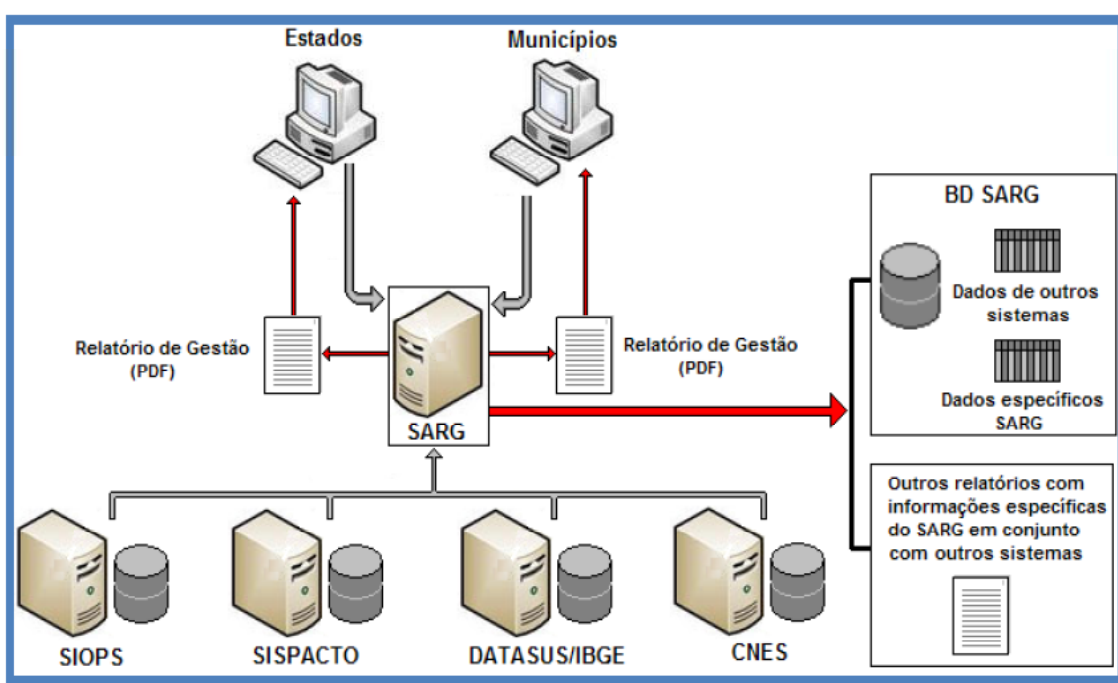 Estados
Municípios
Relatório de Gestão
(PDF)
SARG
Relatório de Gestão
(PDF)
BD SARG
Dados de outros
sistemas
Dados específicos
SARG
Outros relatórios com
informações específicas
do SARG em conjunto
com outros sistemas
SIOPS
SISPACTO
DATASUS/IBGE
CNES